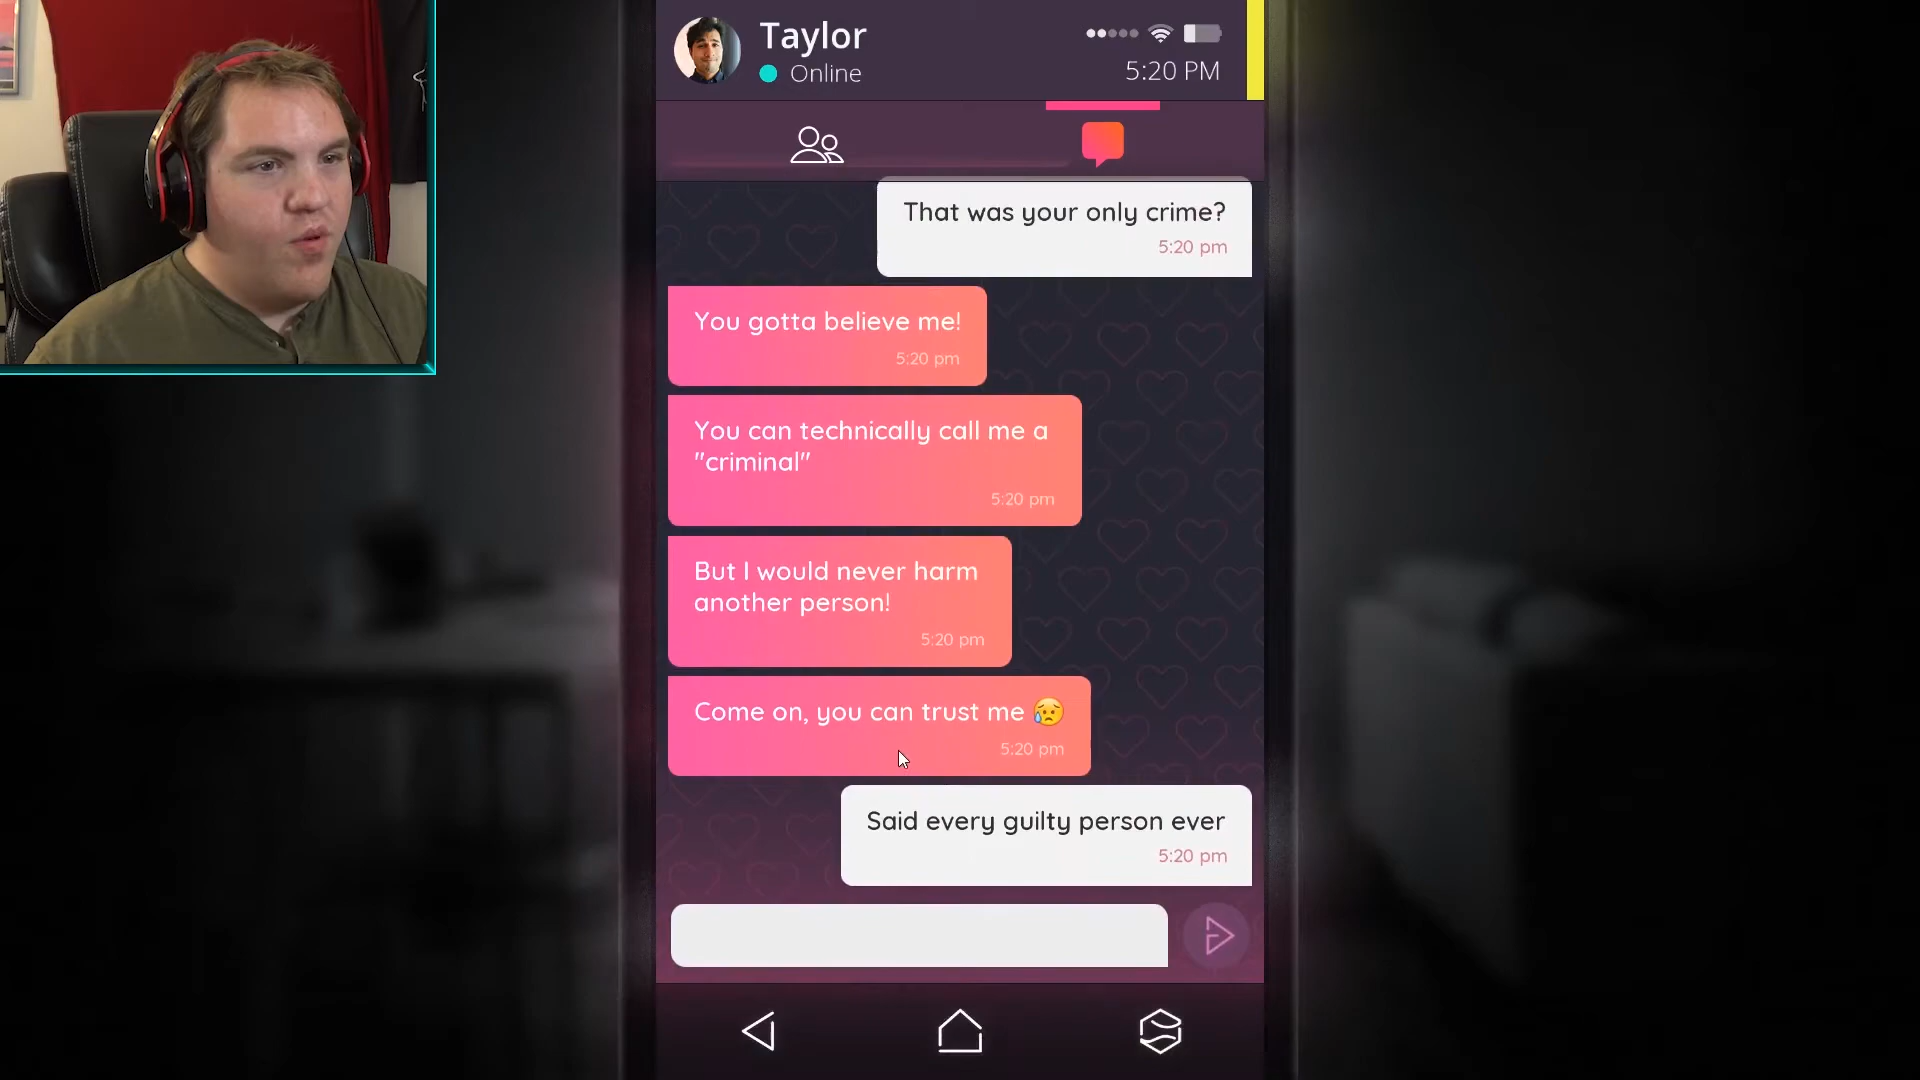 Taylor
Online
5:20 PM
That was your only crime?
5:20 pm
You gotta believe me!
5:20 pm
You can technically call me a
"criminal"
5:20 pm
But I would never harm
another person!
5:20 pm
Come on, you can trust me 😥
5:20 pm
Said every guilty person ever
5:20 pm